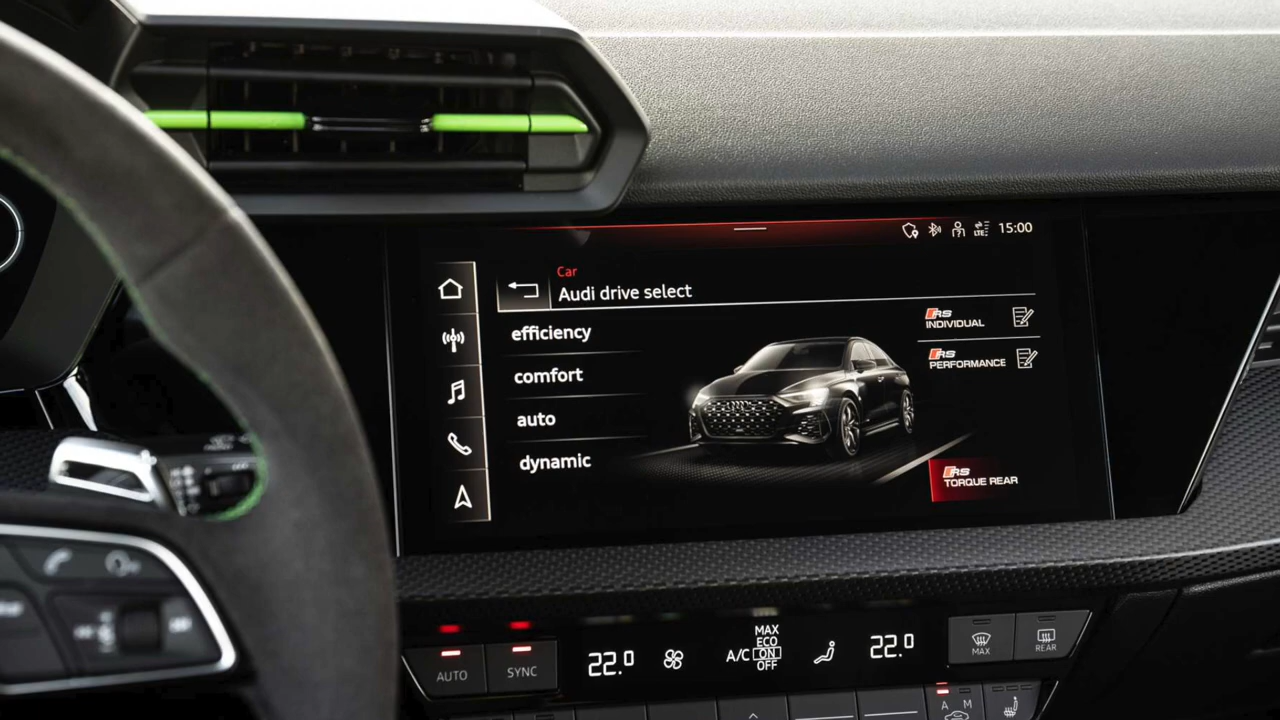 LTE 15:00
Car
Audi drive select
efficiency
comfort
auto
dynamic
RS
INDIVIDUAL
RS
PERFORMANCE
RS
TORQUE REAR
AUTO
SYNC
22.0
A/C
MAX
ECO
ON
OFF
22.0
MAX
REAR
A M